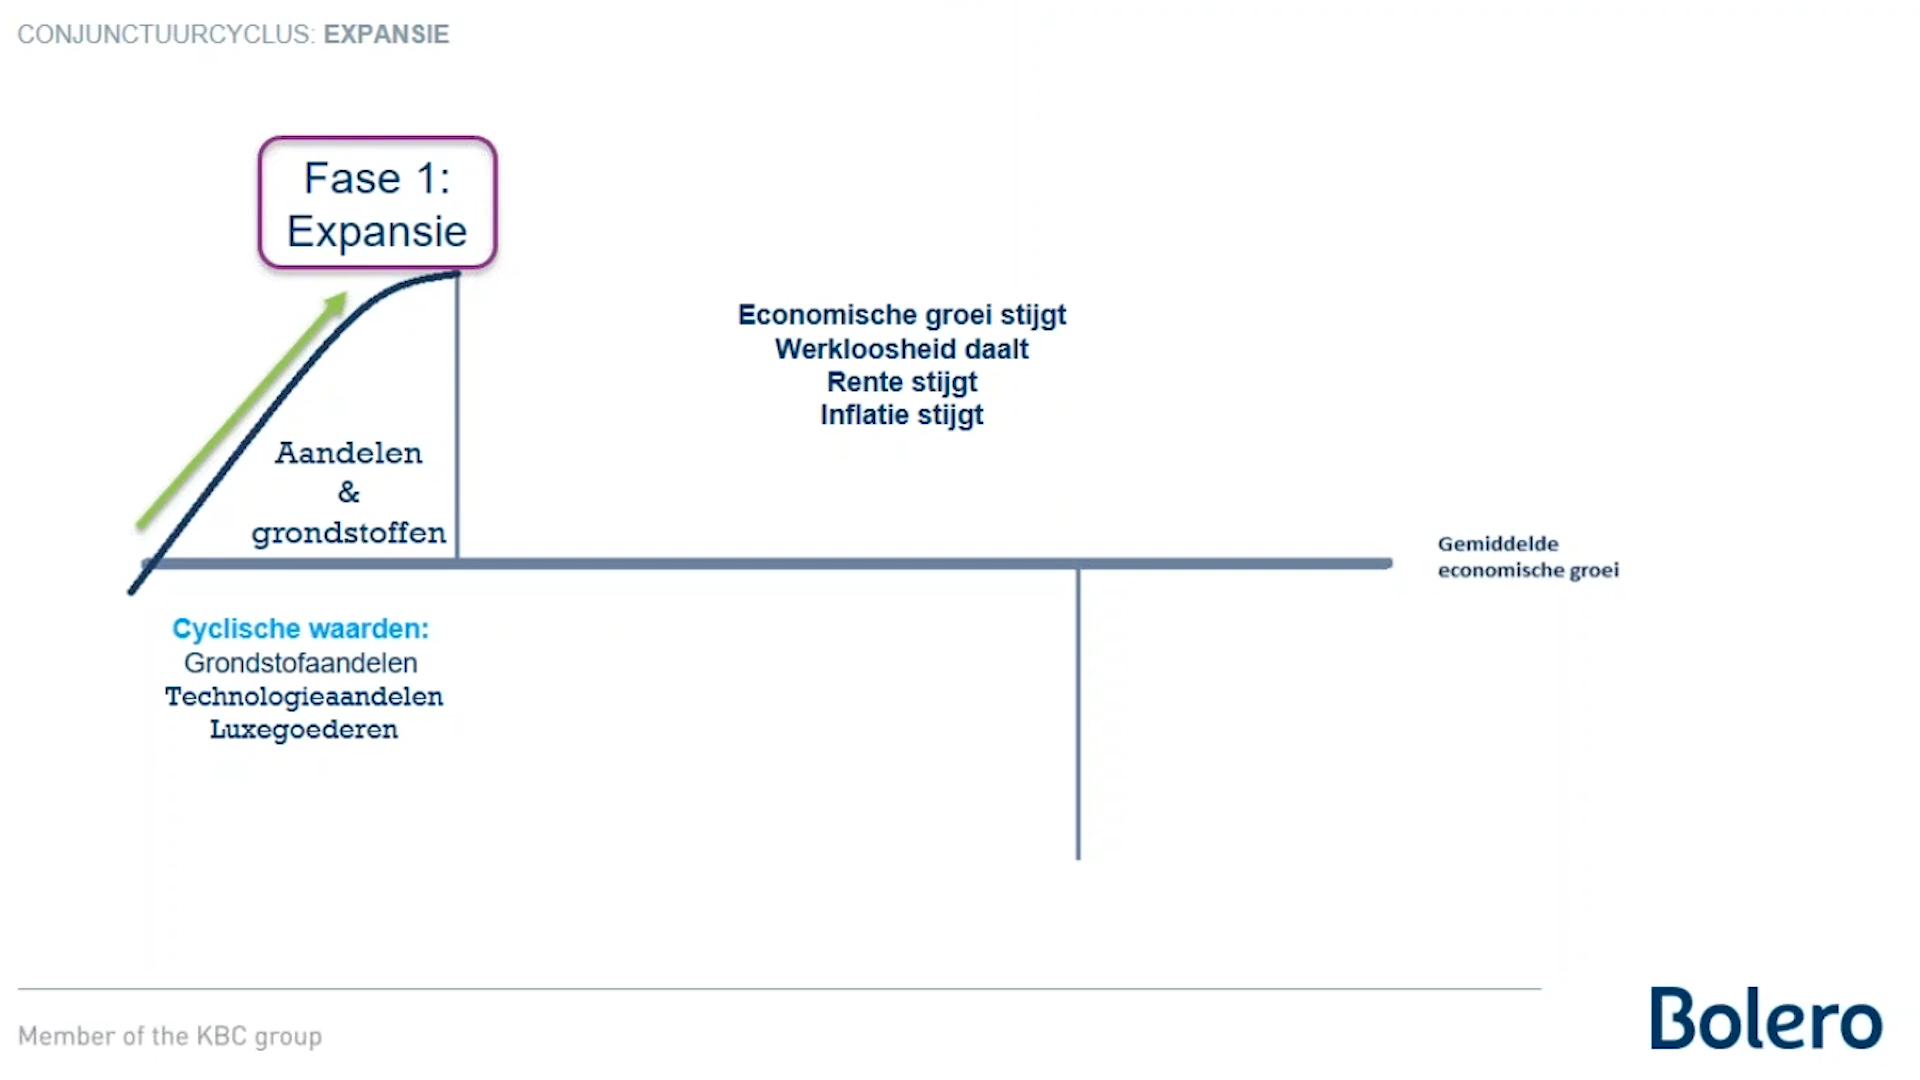 CONJUNCTUURCYCLUS: EXPANSIE
Fase 1:
Expansie
Economische groei stijgt
Werkloosheid daalt
Rente stijgt
Inflatie stijgt
Aandelen
&
grondstoffen
Gemiddelde
economische groei
Cyclische waarden:
Grondstofaandelen
Technologieaandelen
Luxegoederen
Member of the KBC group
Bolero